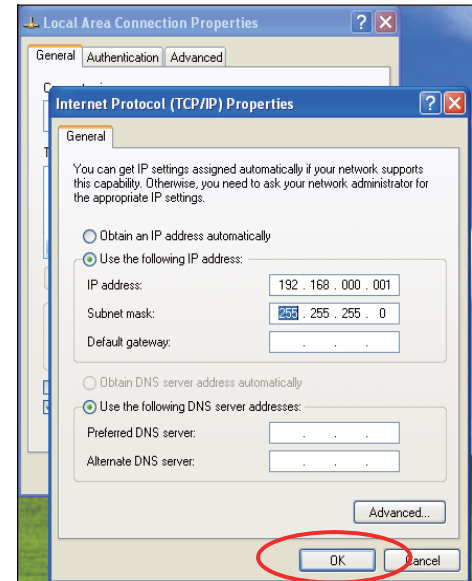 Local Area Connection Properties
General Authentication Advanced
Internet Protocol (TCP/IP) Properties
General
You can get IP settings assigned automatically if your network supports
this capability. Otherwise, you need to ask your network administrator for
the appropriate IP settings.
Obtain an IP address automatically
Use the following IP address:
IP address: 192 . 168 . 000 . 001
Subnet mask: 255 . 255 . 255 . 0
Default gateway: . . .
Obtain DNS server address automatically
Use the following DNS server addresses:
Preferred DNS server: . . .
Alternate DNS server: . . .
Advanced...
OK Cancel